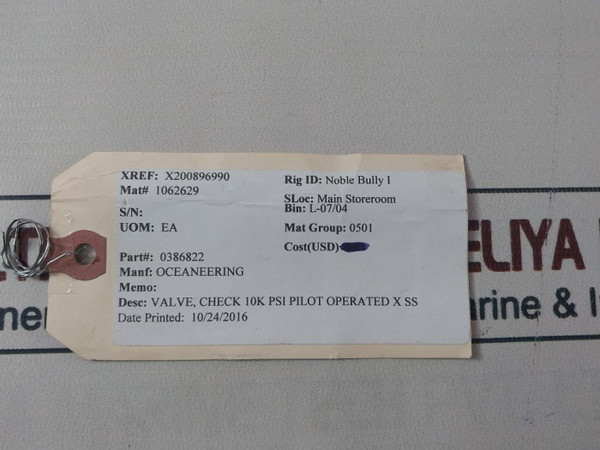 XREF: X200896990
Mat# 1062629
S/N:
UOM: EA
Part#: 0386822
Manf: OCEANEERING
Memo:
Desc: VALVE, CHECK 10K PSI PILOT OPERATED X SS
Date Printed: 10/24/2016
Rig ID: Noble Bully I
SLoc: Main Storeroom
Bin: L-07/04
Mat Group: 0501
Cost(USD)
ELIYA
arine & I